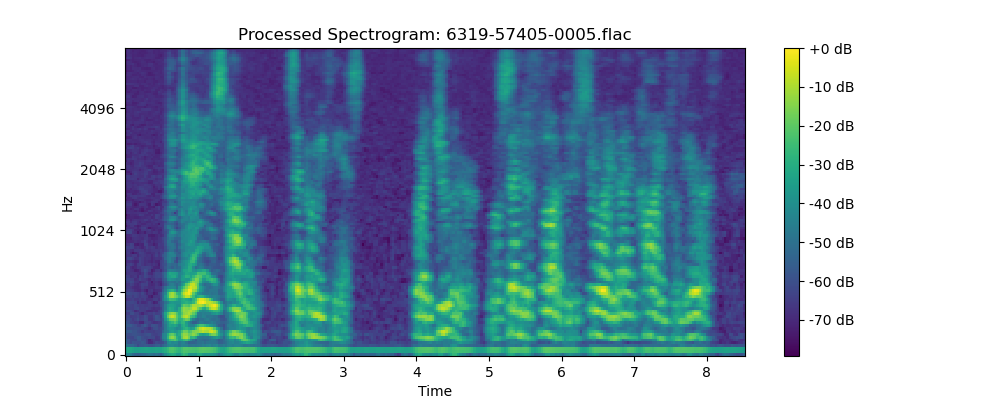 Processed Spectrogram: 6319-57405-0005.flac
Hz
4096
2048
1024
512
0
0 1 2 3 4 5 6 7 8
Time
+0 dB
-10 dB
-20 dB
-30 dB
-40 dB
-50 dB
-60 dB
-70 dB